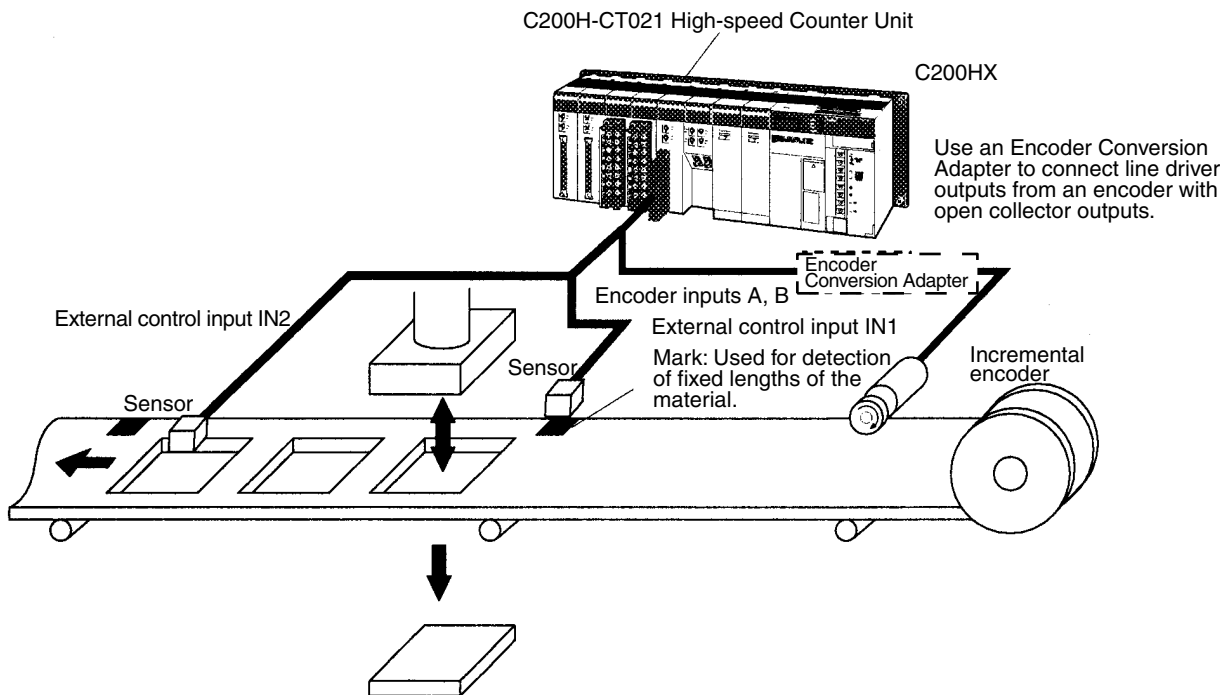 C200H-CT021 High-speed Counter Unit
C200HX
Use an Encoder Conversion
Adapter to connect line driver
outputs from an encoder with
open collector outputs.
Encoder
Conversion Adapter
Encoder inputs A, B
External control input IN2
External control input IN1
Mark: Used for detection
of fixed lengths of the
material.
Sensor
Incremental
encoder
Sensor